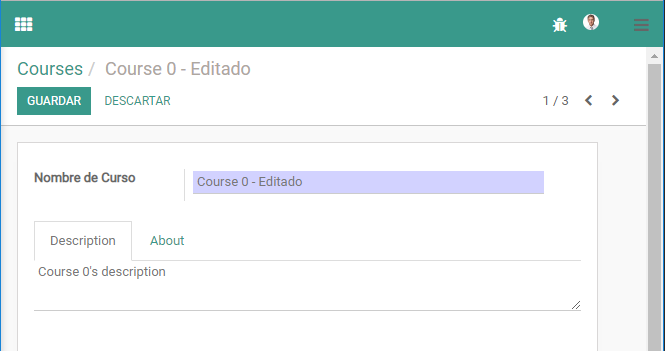 Courses / Course 0 - Editado
GUARDAR DESCARTAR 1 / 3
Nombre de Curso Course 0 - Editado
Description About
Course 0's description